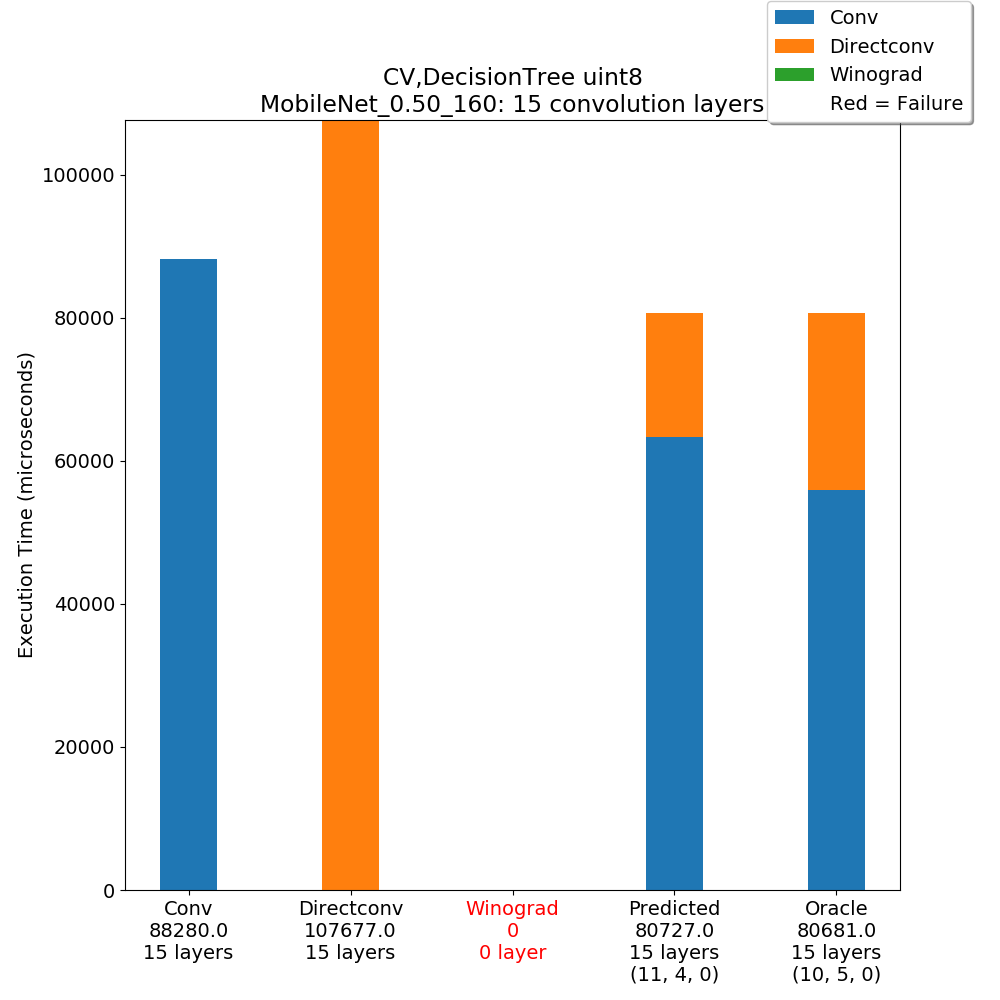 Conv
Directconv
Winograd
Red = Failure
CV,DecisionTree uint8
MobileNet_0.50_160: 15 convolution layers
Execution Time (microseconds)
100000
80000
60000
40000
20000
0
Conv
88280.0
15 layers
Directconv
107677.0
15 layers
Winograd
0
0 layer
Predicted
80727.0
15 layers
(11, 4, 0)
Oracle
80681.0
15 layers
(10, 5, 0)